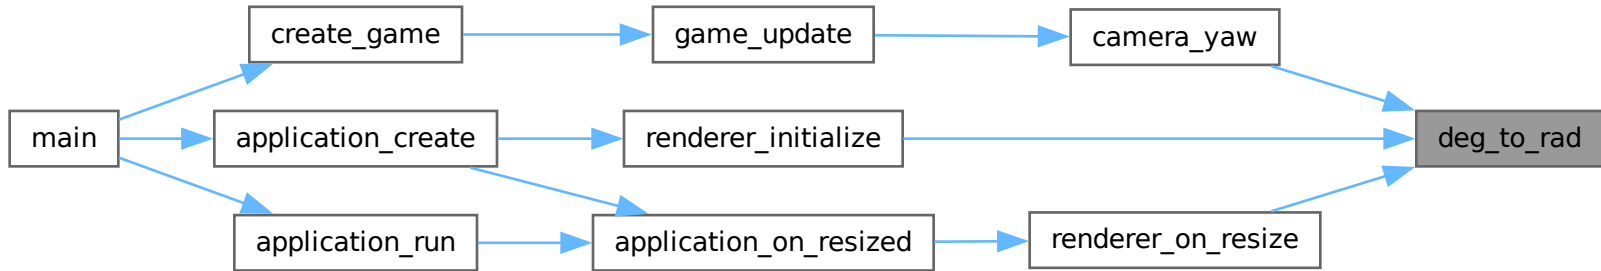 create_game
game_update
camera_yaw
main
application_create
renderer_initialize
deg_to_rad
application_run
application_on_resized
renderer_on_resize